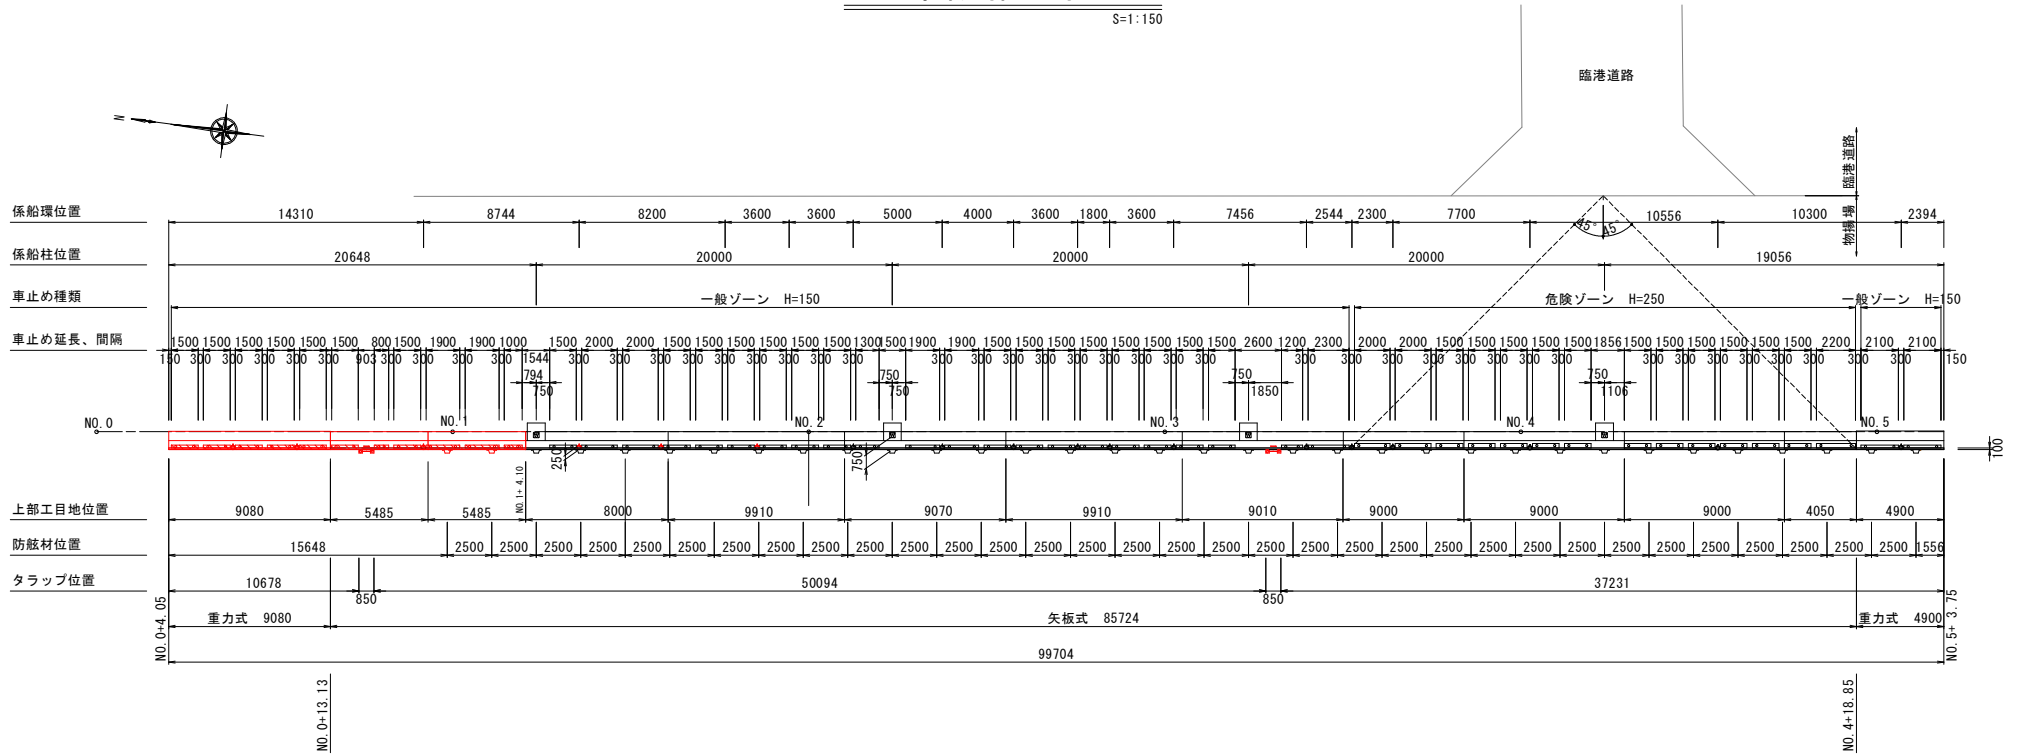 S=1:150
臨港道路
N
臨港道路
物揚場
係船環位置 14310 8744 8200 3600 3600 5000 4000 3600 1800 3600 7456 2544 2300 7700 10556 10300 2394
45° 45°
係船柱位置 20648 20000 20000 20000 19056
車止め種類 一般ゾーン H=150 危険ゾーン H=250 一般ゾーン H=150
車止め延長、間隔 1500 1500 1500 1500 1500 1500 800 1500 1900 1900 1000 1500 2000 2000 1500 1500 1500 1500 1500 1500 1300 1500 1900 1900 1500 1500 1500 1500 1500 1500 1500 2600 1200 2300 2000 2000 1500 1500 1500 1500 1500 1856 1500 1500 1500 1500 1500 1500 2200 2100 2100
150 300 300 300 300 300 903 300 300 300 300 1544 300 300 300 300 300 300 300 300 300 300 300 300 300 300 300 300 300 300 300 300 300 300 300 300 300 300 300 300 300 300 300 300 150
794 750 750 750 750 1850 750 1106
NO.0 NO.1 NO.2 NO.3 NO.4 NO.5
250 750 100
NO.1+ 4.10
上部工目地位置 9080 5485 5485 8000 9910 9070 9910 9010 9000 9000 9000 4050 4900
防舷材位置 15648 2500 2500 2500 2500 2500 2500 2500 2500 2500 2500 2500 2500 2500 2500 2500 2500 2500 2500 2500 2500 2500 2500 2500 2500 2500 2500 2500 2500 2500 2500 2500 2500 2500 1556
タラップ位置 10678 50094 37231
850 850
重力式 9080 矢板式 85724 重力式 4900
NO.0+4.05 NO.5+ 3.75
99704
NO.0+13.13 NO.4+18.85